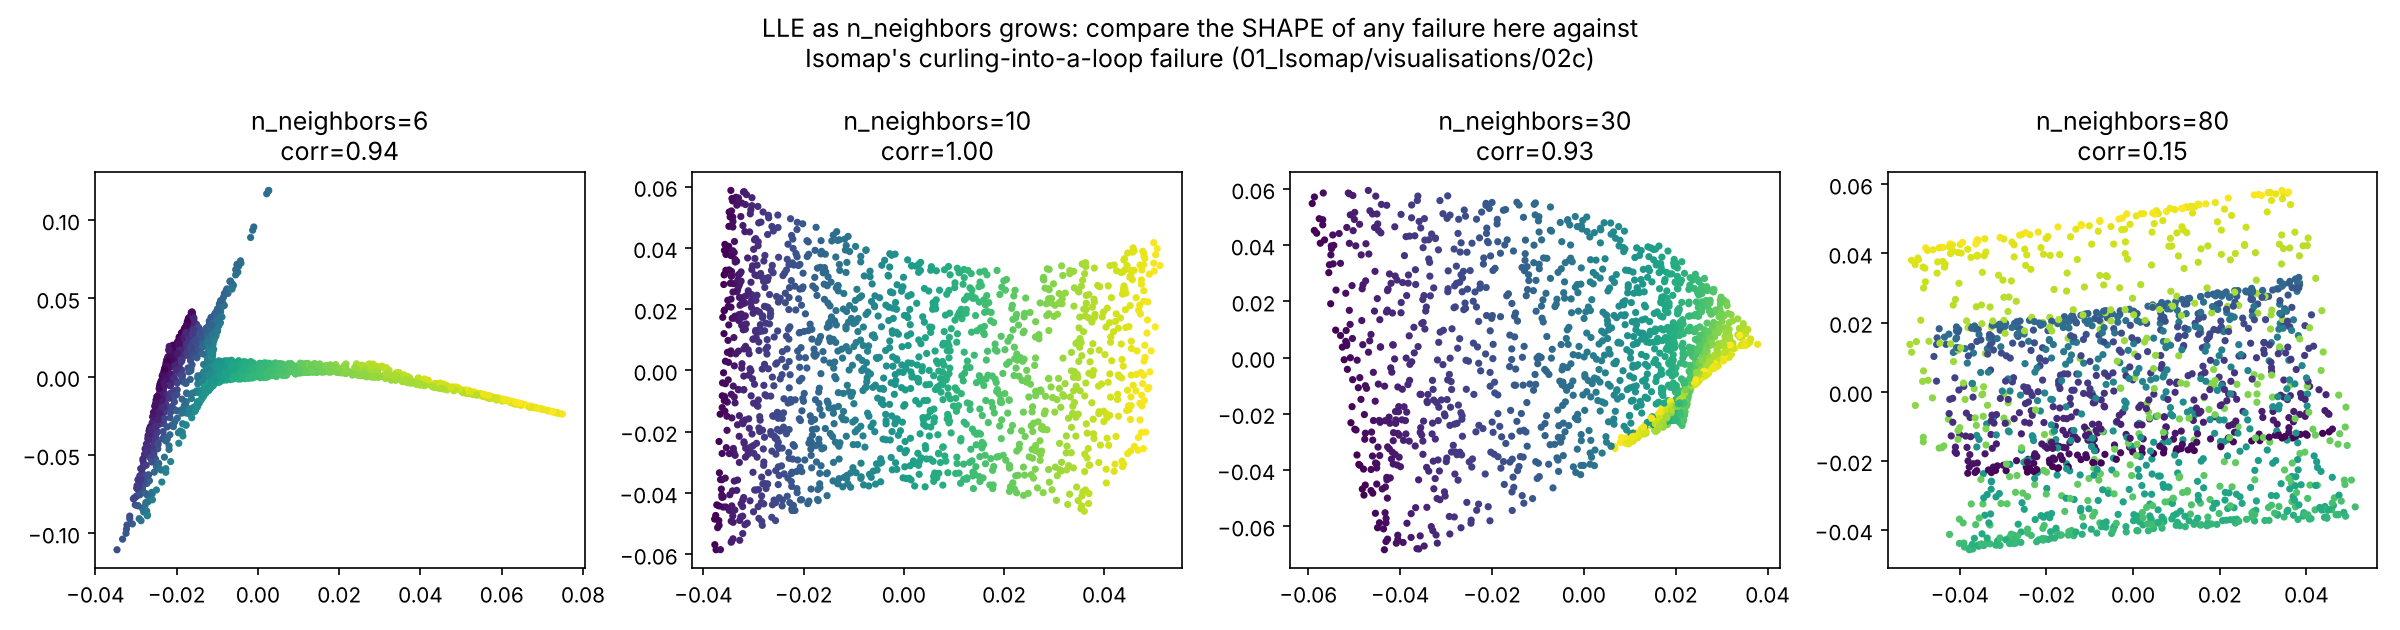 LLE as n_neighbors grows: compare the SHAPE of any failure here against
Isomap's curling-into-a-loop failure (01_Isomap/visualisations/02c)
n_neighbors=6
corr=0.94
0.10
0.05
0.00
−0.05
−0.10
−0.04 −0.02 0.00 0.02 0.04 0.06 0.08
n_neighbors=10
corr=1.00
0.06
0.04
0.02
0.00
−0.02
−0.04
−0.06
−0.04 −0.02 0.00 0.02 0.04
n_neighbors=30
corr=0.93
0.06
0.04
0.02
0.00
−0.02
−0.04
−0.06
−0.06 −0.04 −0.02 0.00 0.02 0.04
n_neighbors=80
corr=0.15
0.06
0.04
0.02
0.00
−0.02
−0.04
−0.04 −0.02 0.00 0.02 0.04